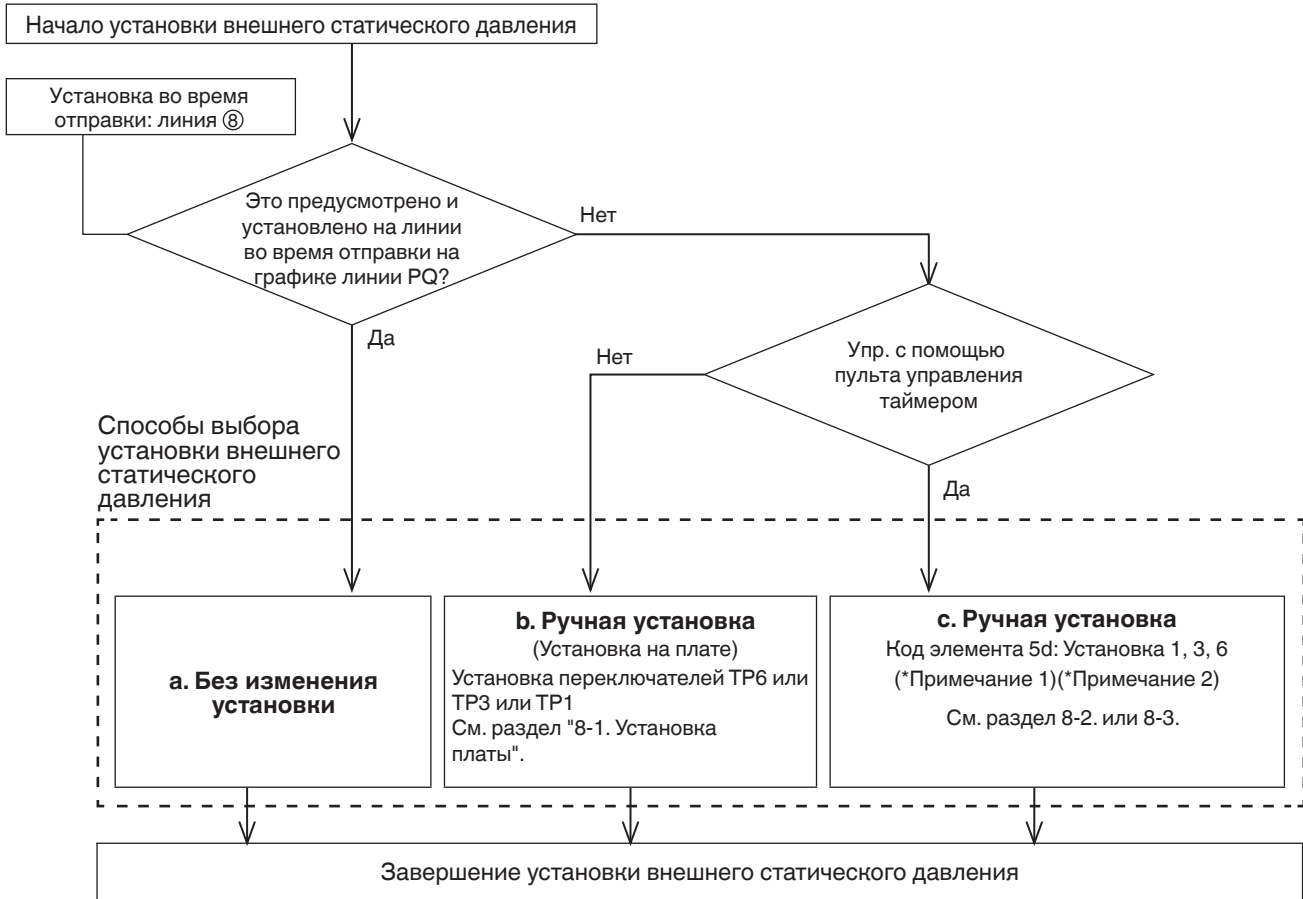 Начало установки внешнего статического давления
Установка во время
отправки: линия ⑧
Это предусмотрено и
установлено на линии
во время отправки на
графике линии PQ?
Нет
Да
Упр. с помощью
пульта управления
таймером
Нет
Да
Способы выбора
установки внешнего
статического
давления
a. Без изменения
установки
b. Ручная установка
(Установка на плате)
Установка переключателей TP6 или
TP3 или TP1
См. раздел "8-1. Установка
платы".
c. Ручная установка
Код элемента 5d: Установка 1, 3, 6
(*Примечание 1)(*Примечание 2)
См. раздел 8-2. или 8-3.
Завершение установки внешнего статического давления